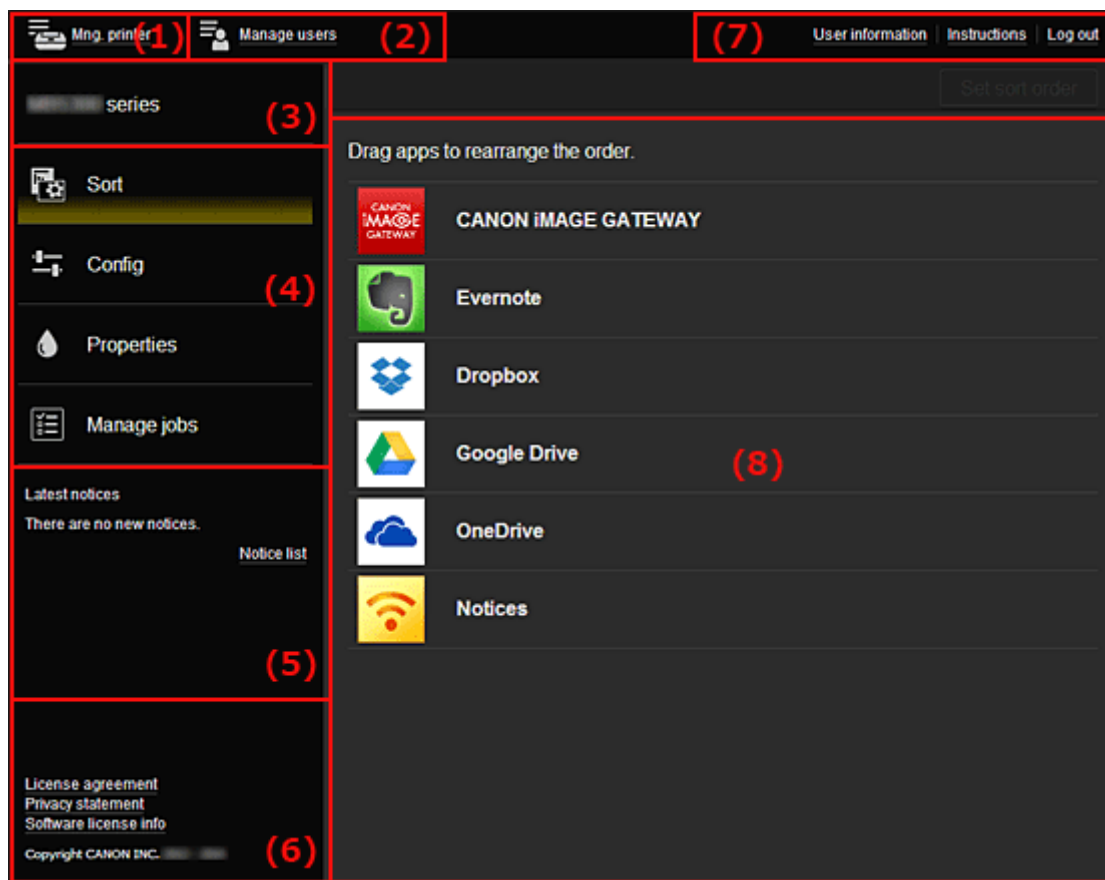 Mng. printer (1) Manage users (2) (7) User information Instructions Log out
series (3)
Set sort order
Sort
Config
(4)
Properties
Manage jobs
Latest notices
There are no new notices.
Notice list
(5)
License agreement
Privacy statement
Software license info
Copyright CANON INC. (6)
Drag apps to rearrange the order.
CANON iMAGE GATEWAY CANON iMAGE GATEWAY
Evernote
Dropbox
Google Drive (8)
OneDrive
Notices